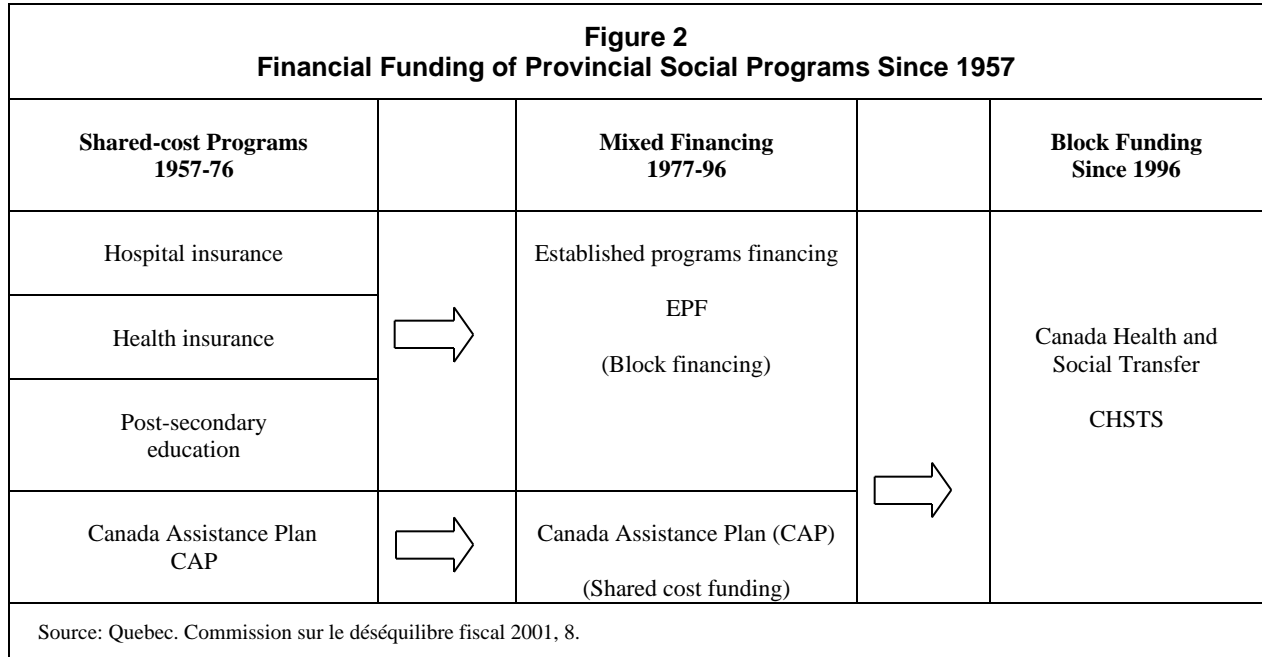 Figure 2
Financial Funding of Provincial Social Programs Since 1957
Shared-cost Programs
1957-76
Mixed Financing
1977-96
Block Funding
Since 1996
Hospital insurance
Health insurance
Post-secondary
education
Established programs financing
EPF
(Block financing)
Canada Health and
Social Transfer
CHSTS
Canada Assistance Plan
CAP
Canada Assistance Plan (CAP)
(Shared cost funding)
Source: Quebec. Commission sur le déséquilibre fiscal 2001, 8.